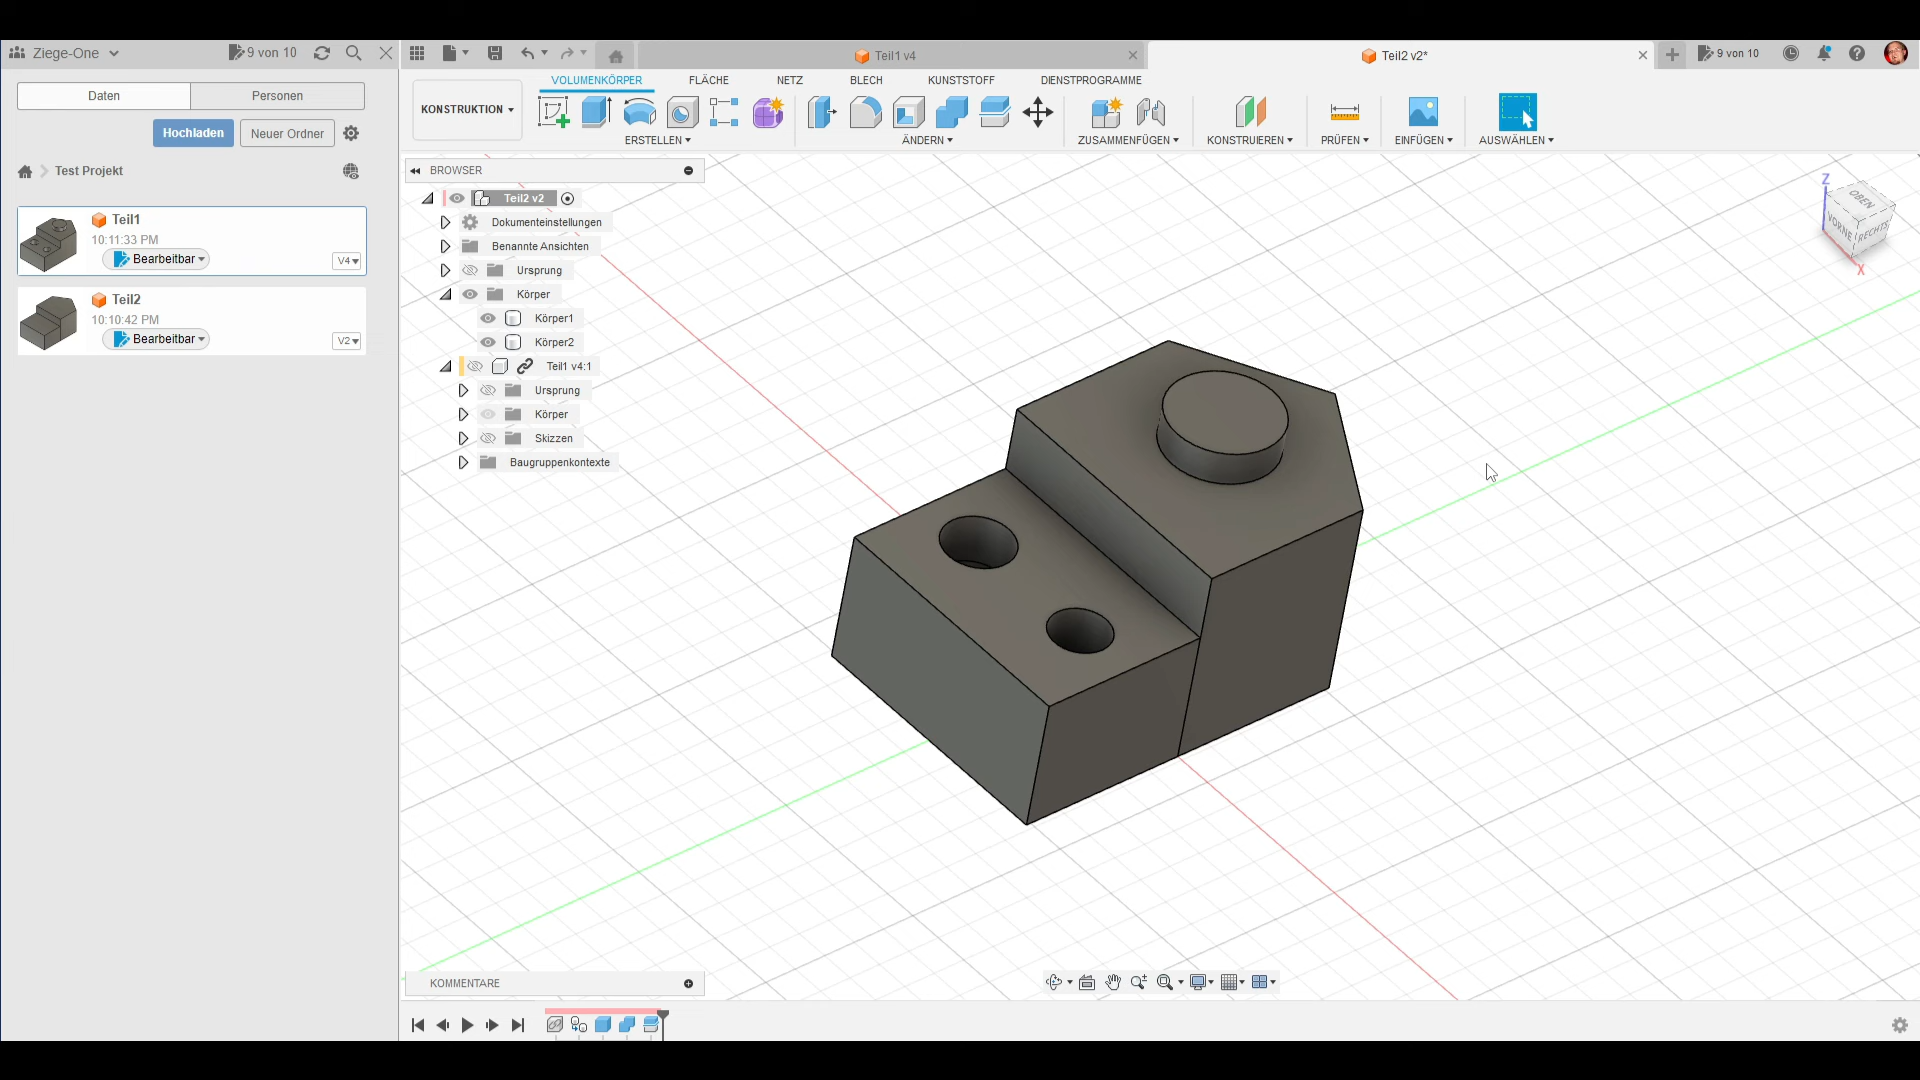 Ziege-One
9 von 10
Teil1 v4
Teil2 v2*
9 von 10
Daten
Personen
Hochladen
Neuer Ordner
Test Projekt
Teil1
10:11:33 PM
Bearbeitbar
V4
Teil2
10:10:42 PM
Bearbeitbar
V2
KONSTRUKTION
VOLUMENKÖRPER
FLÄCHE
NETZ
BLECH
KUNSTSTOFF
DIENSTPROGRAMME
ERSTELLEN
ÄNDERN
ZUSAMMENFÜGEN
KONSTRUIEREN
PRÜFEN
EINFÜGEN
AUSWÄHLEN
BROWSER
Teil2 v2
Dokumenteinstellungen
Benannte Ansichten
Ursprung
Körper
Körper1
Körper2
Teil1 v4:1
Ursprung
Körper
Skizzen
Baugruppenkontexte
Z
OBEN
VORNE
RECHTS
X
KOMMENTARE